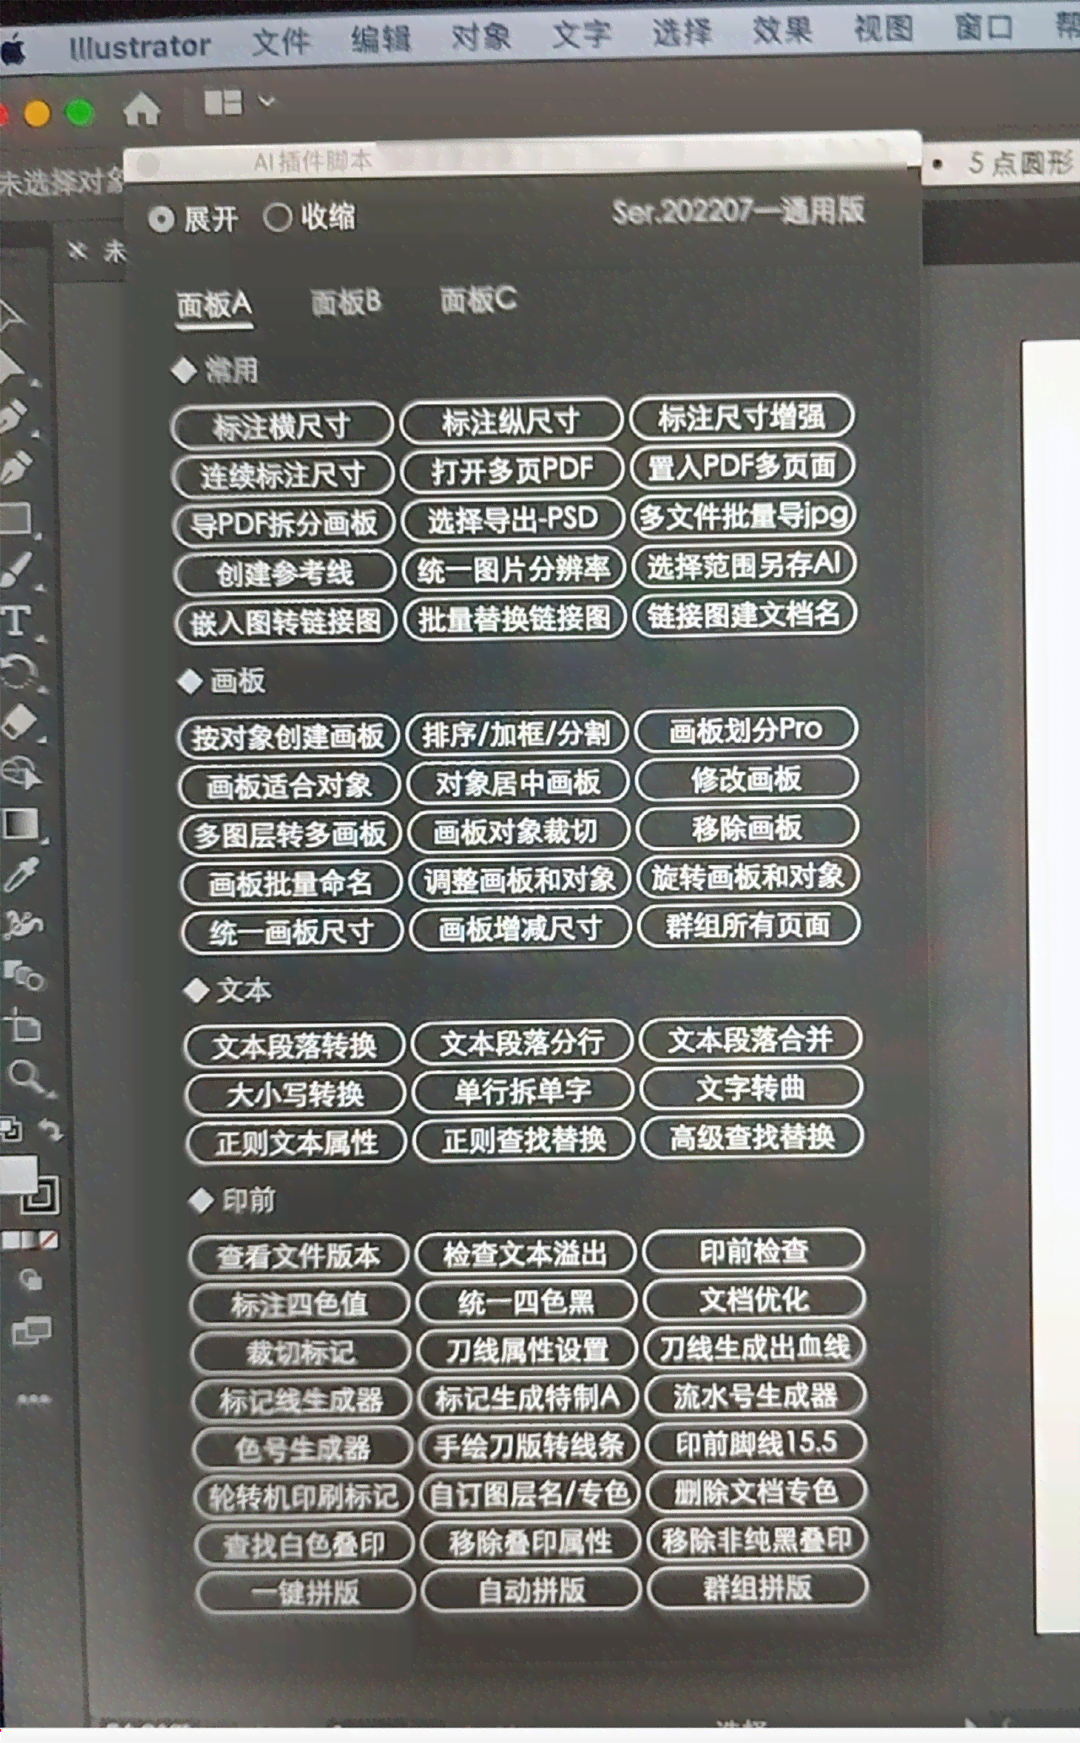 Illustrator 文件 编辑 对象 文字 选择 效果 视图 窗口
AI插件脚本
未选择对象
5 点圆形
展开 收缩 Ser.202207—通用版
未
面板A 面板B 面板C
常用
标注横尺寸 标注纵尺寸 标注尺寸增强
连续标注尺寸 打开多页PDF 置入PDF多页面
导PDF拆分画板 选择导出-PSD 多文件批量导jpg
创建参考线 统一图片分辨率 选择范围另存AI
嵌入图转链接图 批量替换链接图 链接图建文档名
画板
按对象创建画板 排序/加框/分割 画板划分Pro
画板适合对象 对象居中画板 修改画板
多图层转多画板 画板对象裁切 移除画板
画板批量命名 调整画板和对象 旋转画板和对象
统一画板尺寸 画板增减尺寸 群组所有页面
文本
文本段落转换 文本段落分行 文本段落合并
大小写转换 单行拆单字 文字转曲
正则文本属性 正则查找替换 高级查找替换
印前
查看文件版本 检查文本溢出 印前检查
标注四色值 统一四色黑 文档优化
裁切标记 刀线属性设置 刀线生成出血线
标记线生成器 标记生成特制A 流水号生成器
色号生成器 手绘刀版转线条 印前脚线15.5
轮转机印刷标记 自订图层名/专色 删除文档专色
查找白色叠印 移除叠印属性 移除非纯黑叠印
一键拼版 自动拼版 群组拼版